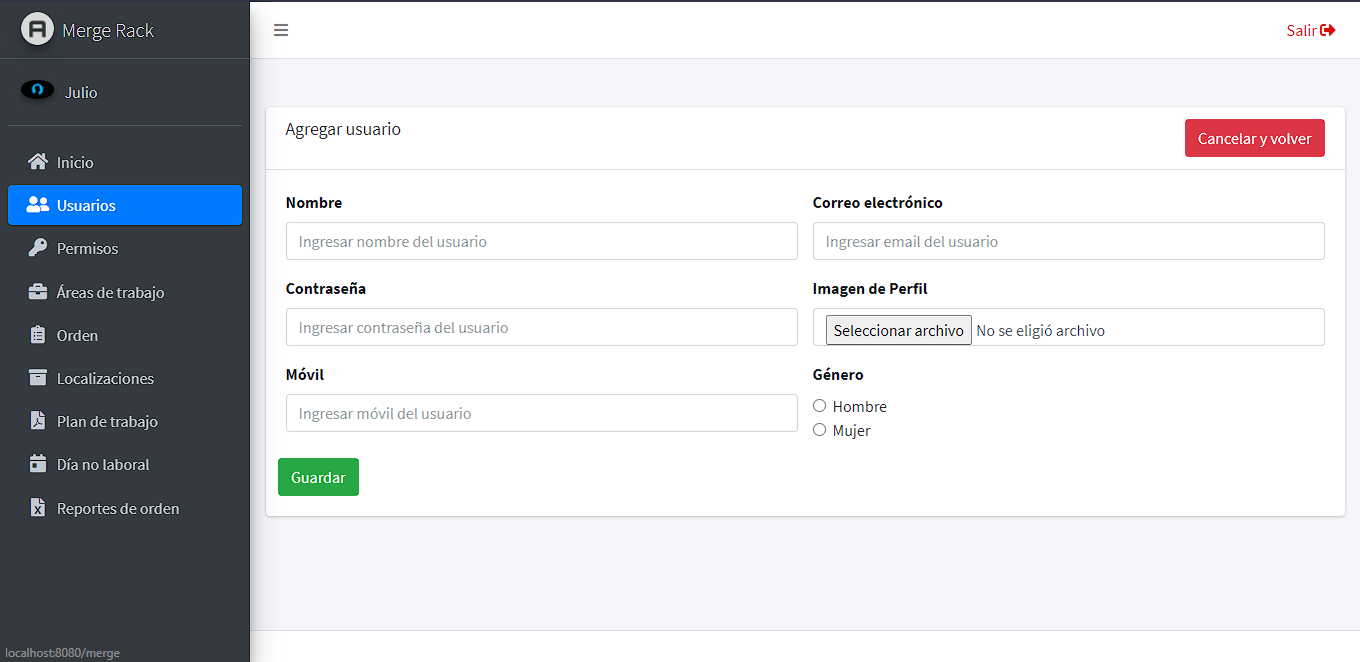 Merge Rack
Salir
Julio
Inicio
Usuarios
Permisos
Áreas de trabajo
Orden
Localizaciones
Plan de trabajo
Día no laboral
Reportes de orden
Agregar usuario
Cancelar y volver
Nombre
Ingresar nombre del usuario
Correo electrónico
Ingresar email del usuario
Contraseña
Ingresar contraseña del usuario
Imagen de Perfil
Seleccionar archivo No se eligió archivo
Móvil
Ingresar móvil del usuario
Género
Hombre
Mujer
Guardar
localhost:8080/merge